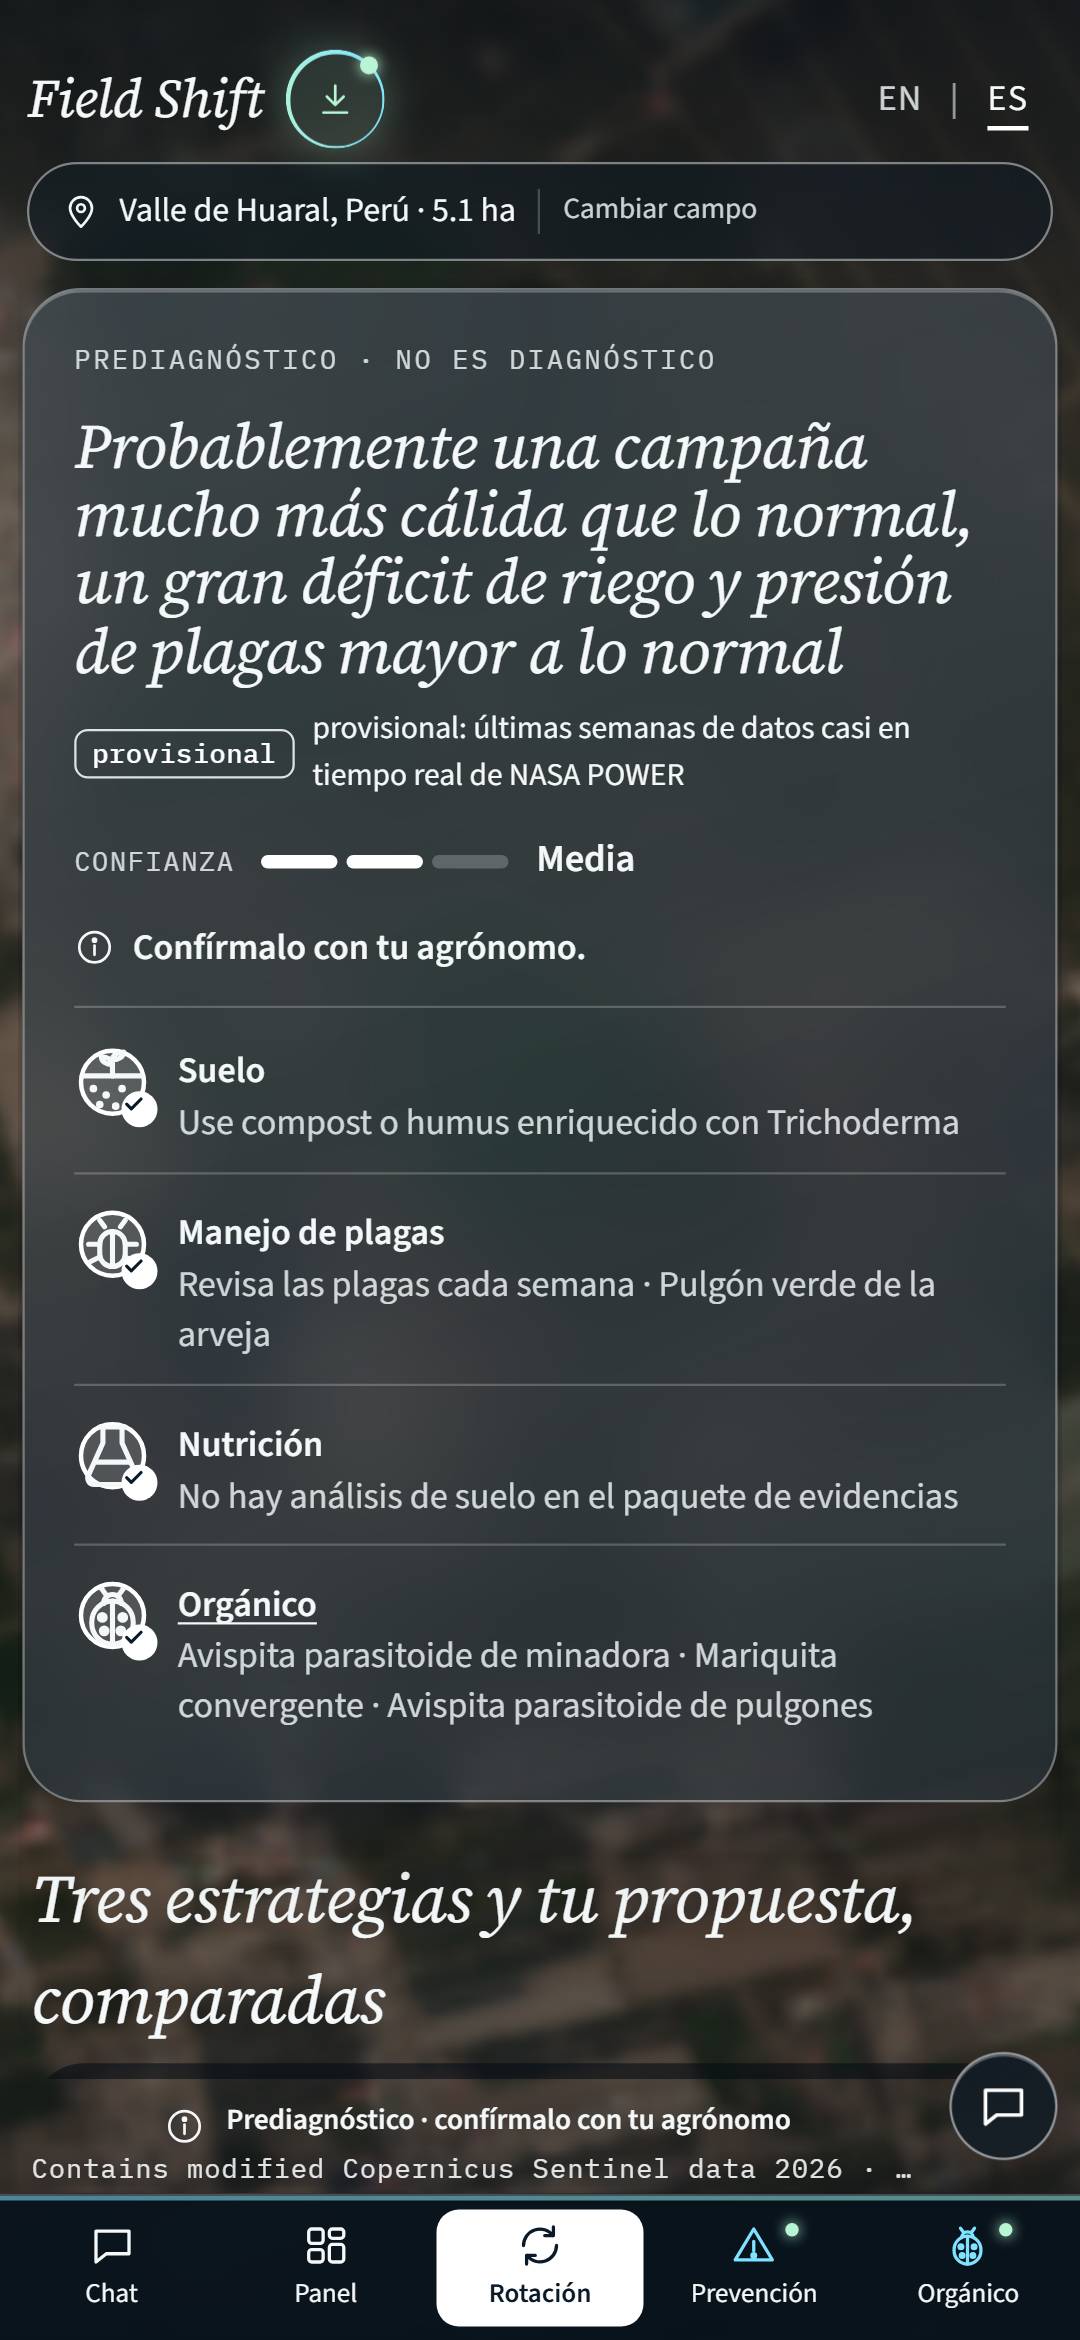 Field Shift
EN | ES
Valle de Huaral, Perú · 5.1 ha | Cambiar campo
PREDIAGNÓSTICO · NO ES DIAGNÓSTICO
Probablemente una campaña
mucho más cálida que lo normal,
un gran déficit de riego y presión
de plagas mayor a lo normal
provisional
provisional: últimas semanas de datos casi en
tiempo real de NASA POWER
CONFIANZA Media
Confírmalo con tu agrónomo.
Suelo
Use compost o humus enriquecido con Trichoderma
Manejo de plagas
Revisa las plagas cada semana · Pulgón verde de la
arveja
Nutrición
No hay análisis de suelo en el paquete de evidencias
Orgánico
Avispita parasitoide de minadora · Mariquita
convergente · Avispita parasitoide de pulgones
Tres estrategias y tu propuesta,
comparadas
Prediagnóstico · confírmalo con tu agrónomo
Contains modified Copernicus Sentinel data 2026 · …
Chat Panel Rotación Prevención Orgánico